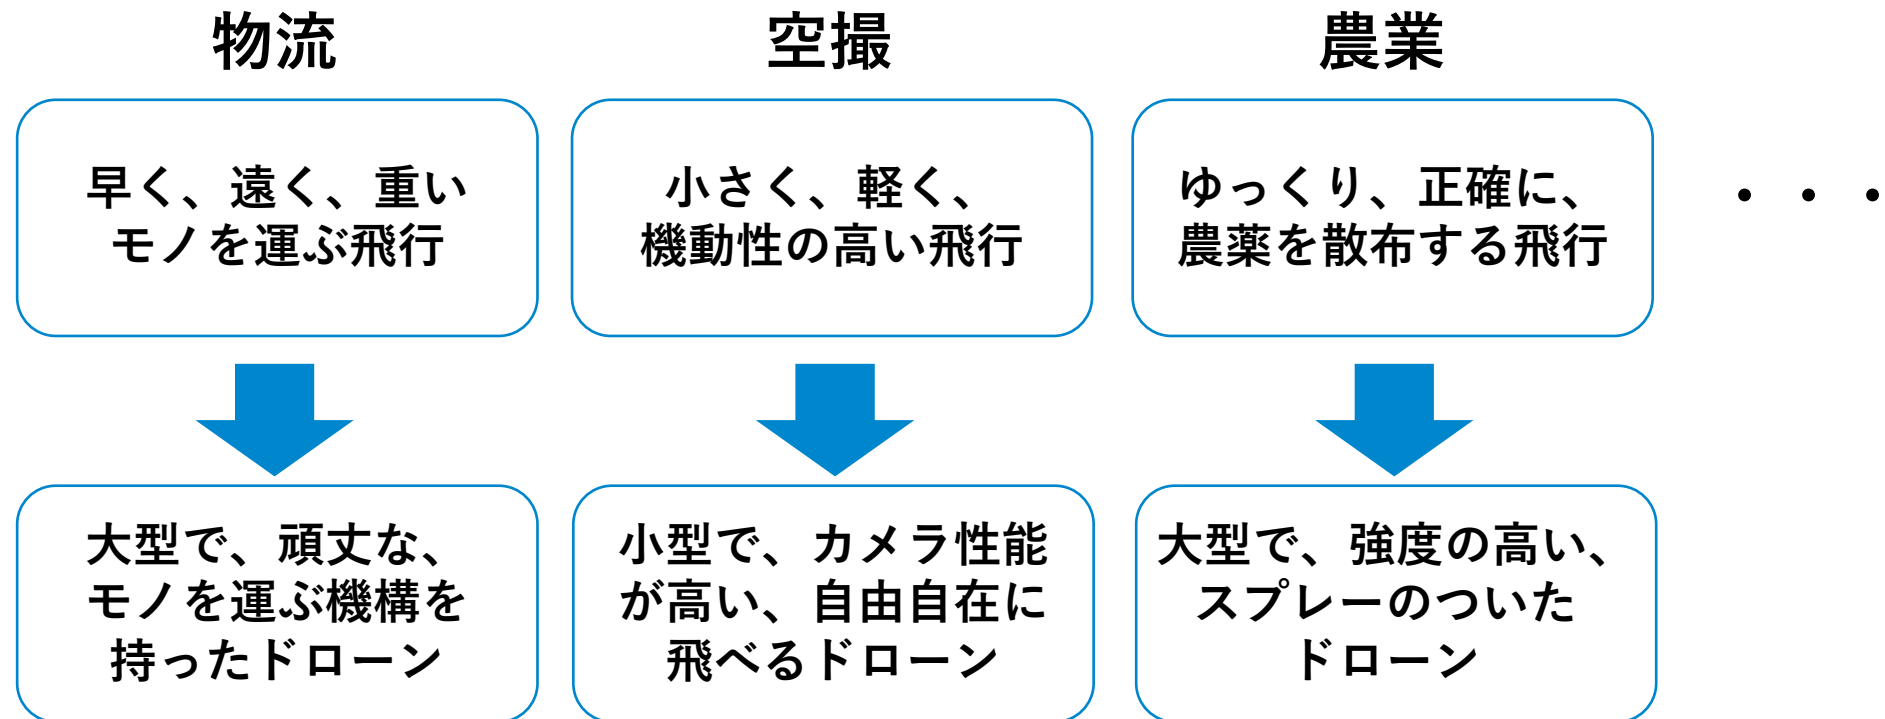 物流
早く、遠く、重い
モノを運ぶ飛行
大型で、頑丈な、
モノを運ぶ機構を
持ったドローン
空撮
小さく、軽く、
機動性の高い飛行
小型で、カメラ性能
が高い、自由自在に
飛べるドローン
農業
ゆっくり、正確に、
農薬を散布する飛行
大型で、強度の高い、
スプレーのついた
ドローン
・・・